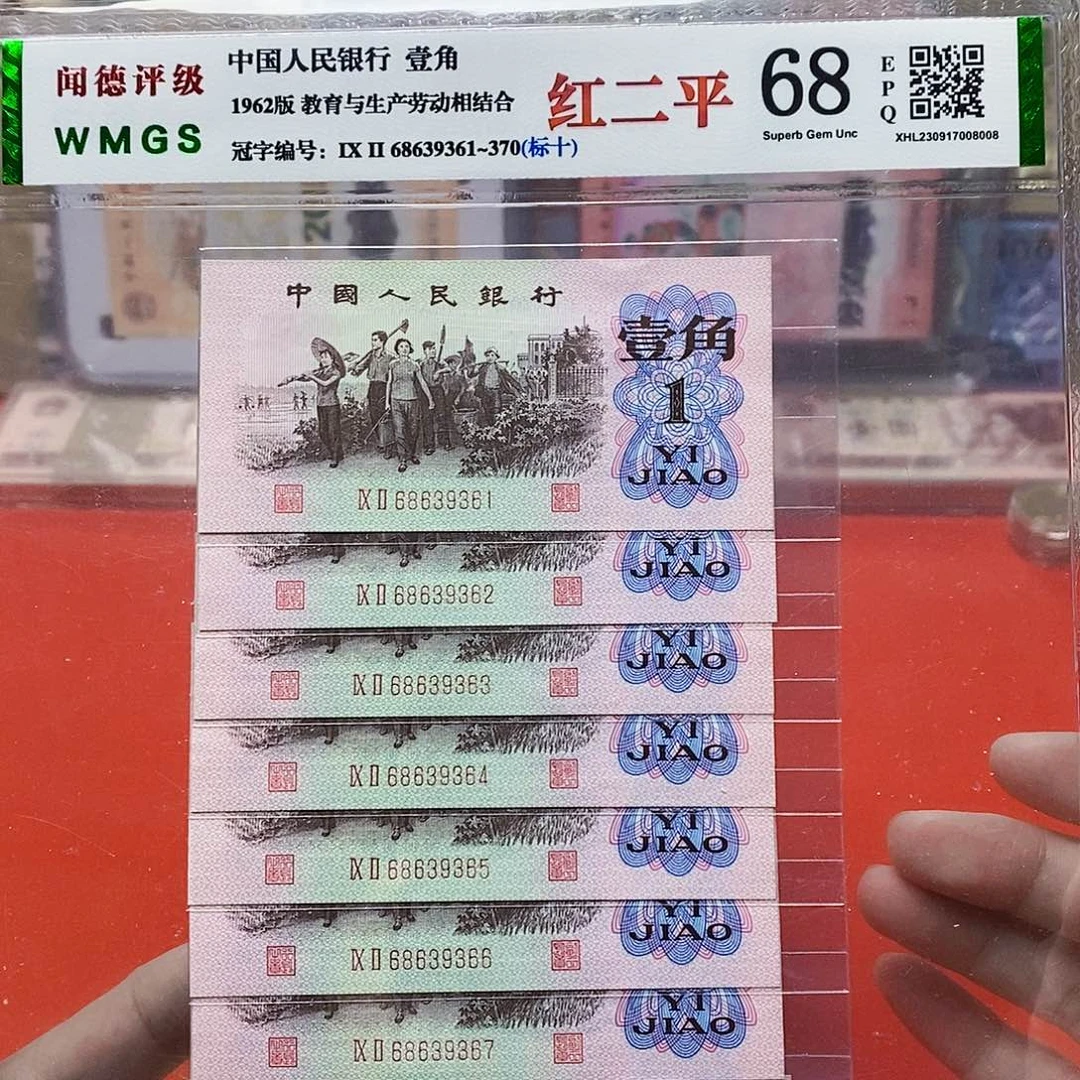 闻德评级
WMGS
中国人民银行 壹角
1962版 教育与生产劳动相结合
冠字编号：IX II 68639361~370(标十)
红二平
68
Superb Gem Unc
EPQ
XHL230917008008
中國人民銀行
壹角
1
YI
JIAO
IX II 68639361
YI
JIAO
IX II 68639362
YI
JIAO
IX II 68639363
YI
JIAO
IX II 68639364
YI
JIAO
IX II 68639365
YI
JIAO
IX II 68639366
YI
JIAO
IX II 68639367